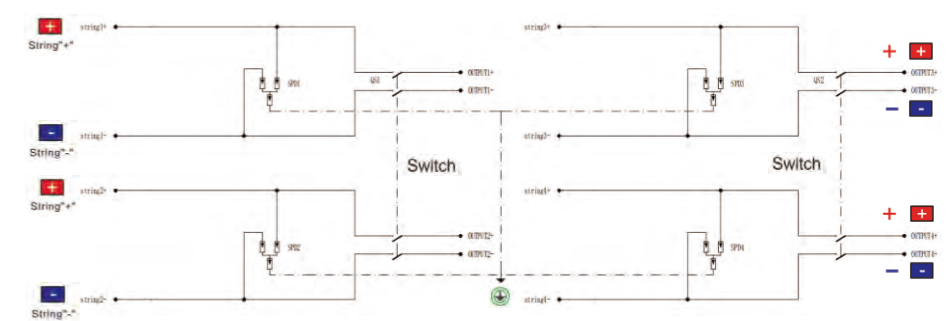 +
String"+"
string1+
SPD1
QS1
OUTPUT1+
OUTPUT1-
-
String"-"
string1-
Switch
string3+
SPD3
QS2
+ +
OUTPUT3+
OUTPUT3-
- -
string3-
Switch
+
String"+"
string2+
SPD2
OUTPUT2+
OUTPUT2-
-
String"-"
string2-
string4+
SPD4
+ +
OUTPUT4+
OUTPUT4-
- -
string4-